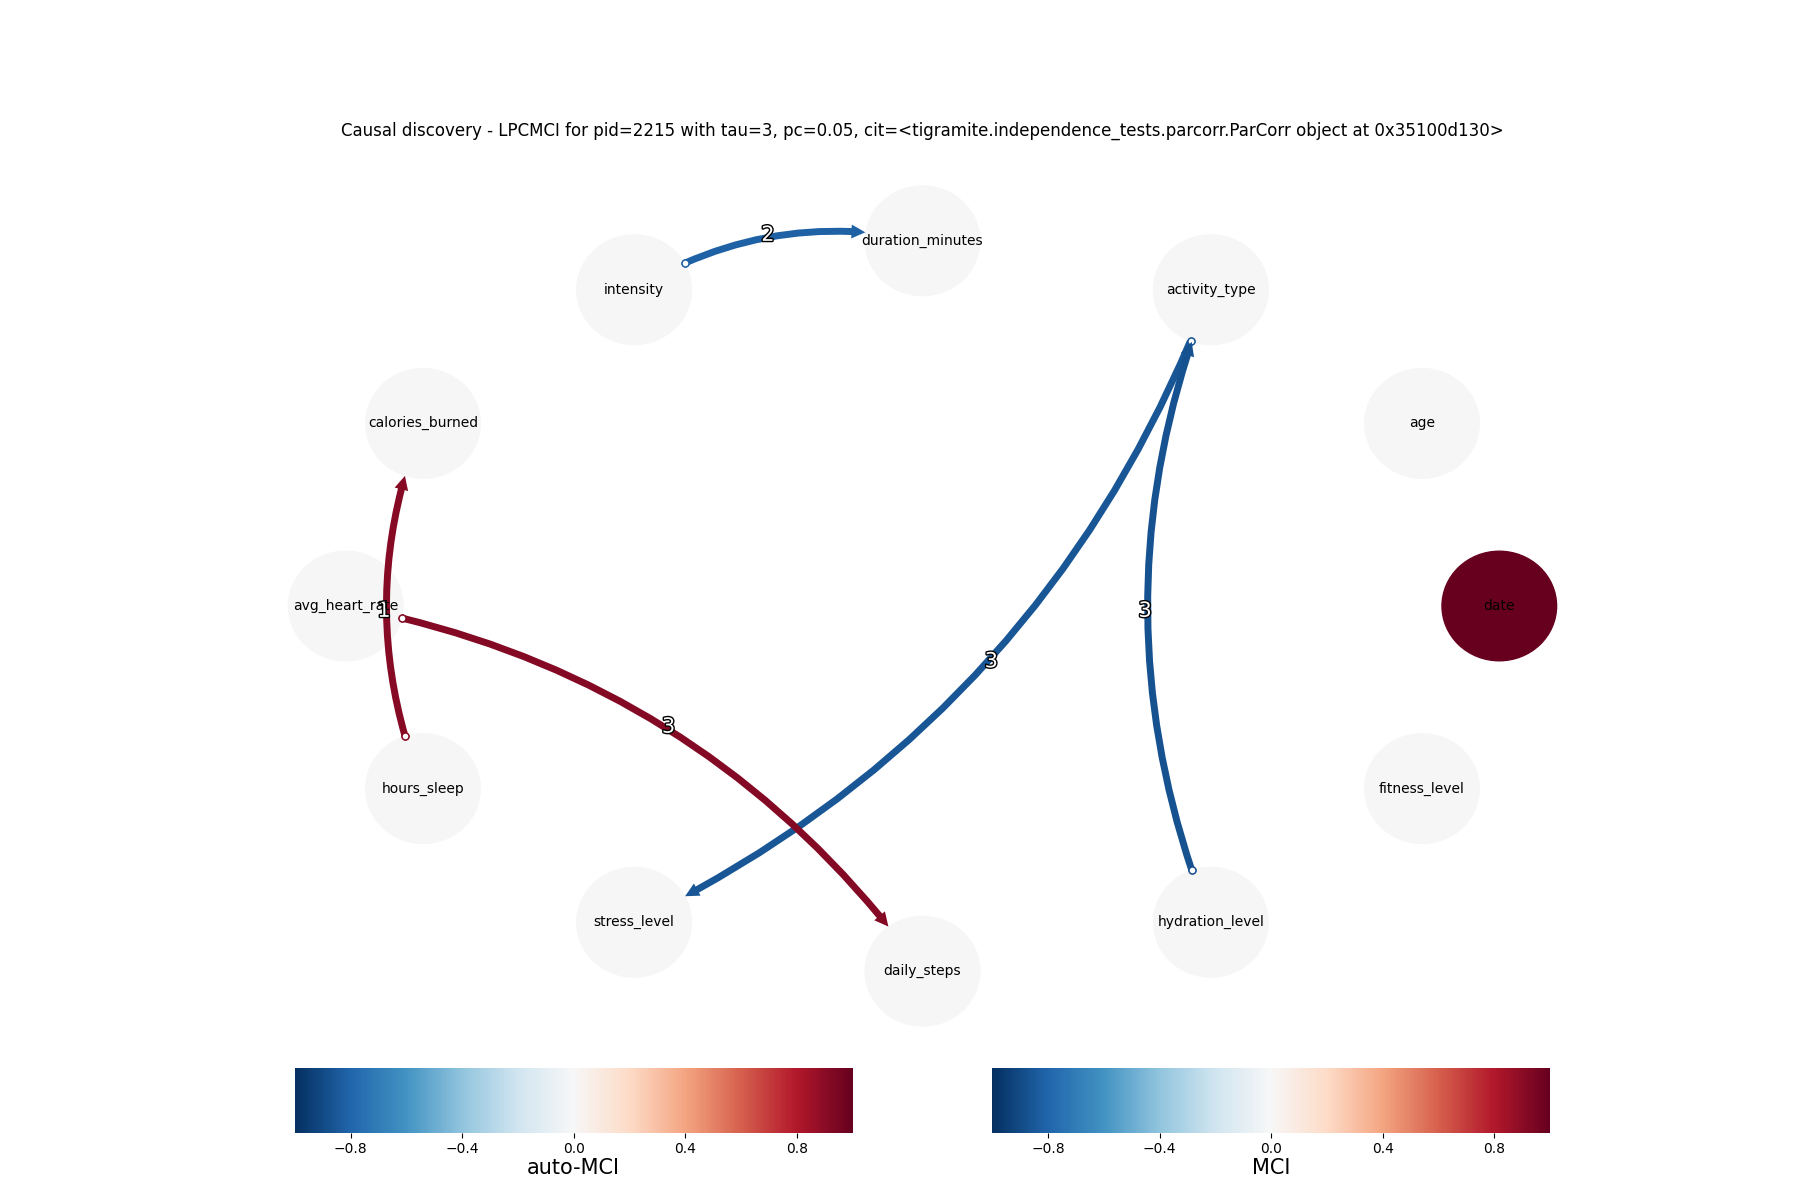 Causal discovery - LPCMCI for pid=2215 with tau=3, pc=0.05, cit=<tigramite.independence_tests.parcorr.ParCorr object at 0x35100d130>
duration_minutes
2
intensity
activity_type
calories_burned
age
avg_heart_rate
1
date
3
3
3
hours_sleep
fitness_level
stress_level
hydration_level
daily_steps
−0.8 −0.4 0.0 0.4 0.8
auto-MCI
−0.8 −0.4 0.0 0.4 0.8
MCI